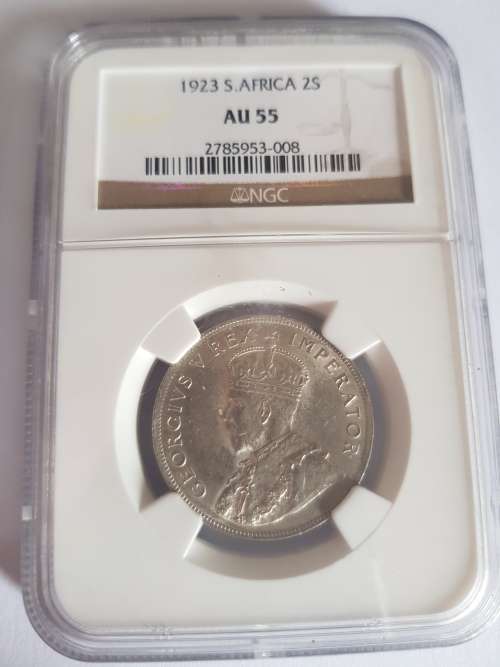 1923 S.AFRICA 2S
AU 55
2785953-008
NGC
GEORGIVS V REX IMPERATOR